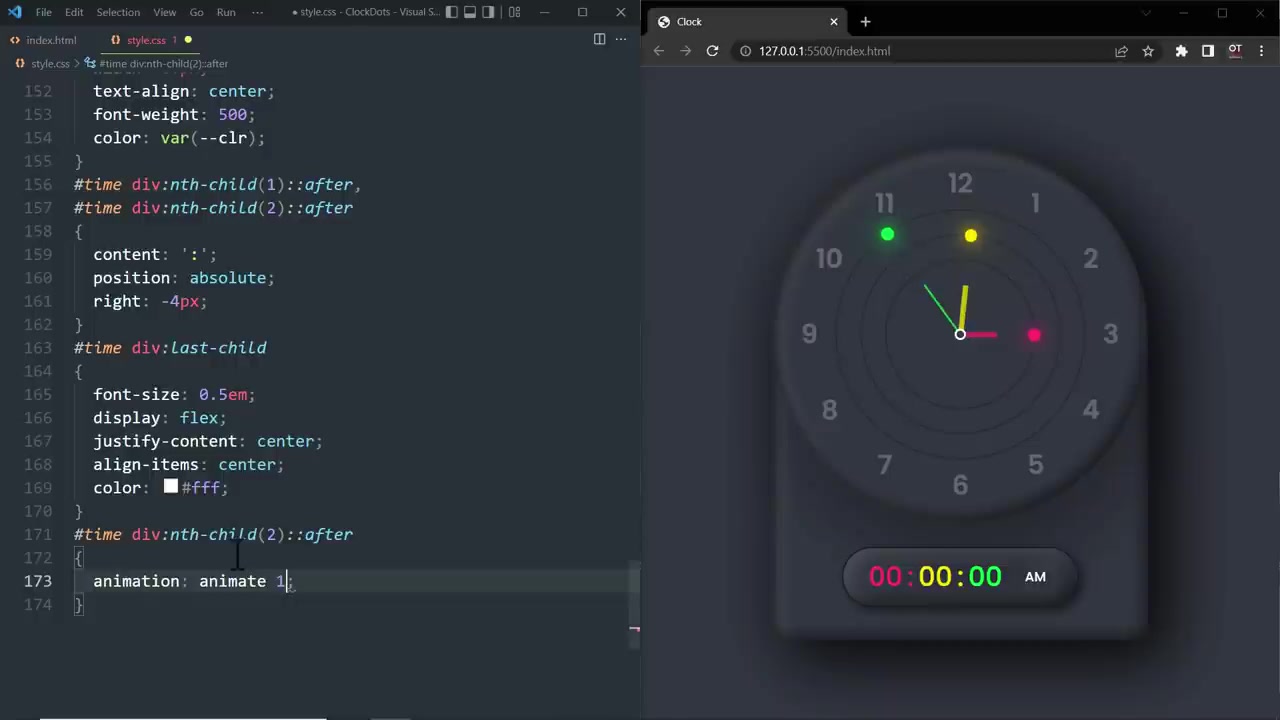 File Edit Selection View Go Run ··· ● style.css - ClockDots - Visual S...
index.html style.css 1 ●
style.css > #time div:nth-child(2)::after
152 text-align: center;
153 font-weight: 500;
154 color: var(--clr);
155 }
156 #time div:nth-child(1)::after,
157 #time div:nth-child(2)::after
158 {
159 content: ':';
160 position: absolute;
161 right: -4px;
162 }
163 #time div:last-child
164 {
165 font-size: 0.5em;
166 display: flex;
167 justify-content: center;
168 align-items: center;
169 color: #fff;
170 }
171 #time div:nth-child(2)::after
172 {
173 animation: animate 1;
174 }
Clock
127.0.0.1:5500/index.html
OT
12
11 1
10 2
9 3
8 4
7 5
6
00:00:00 AM